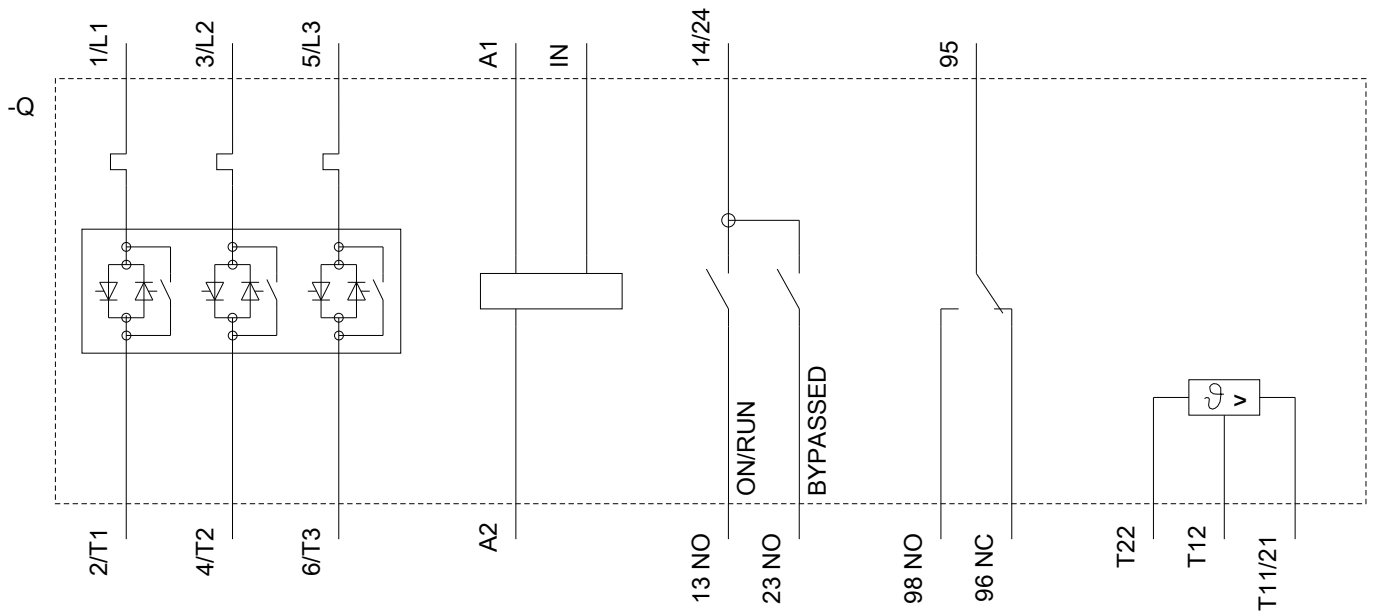 1/L1
3/L2
5/L3
A1
IN
14/24
95
-Q
ON/RUN
BYPASSED
ϑ >
2/T1
4/T2
6/T3
A2
13 NO
23 NO
98 NO
96 NC
T22
T12
T11/21